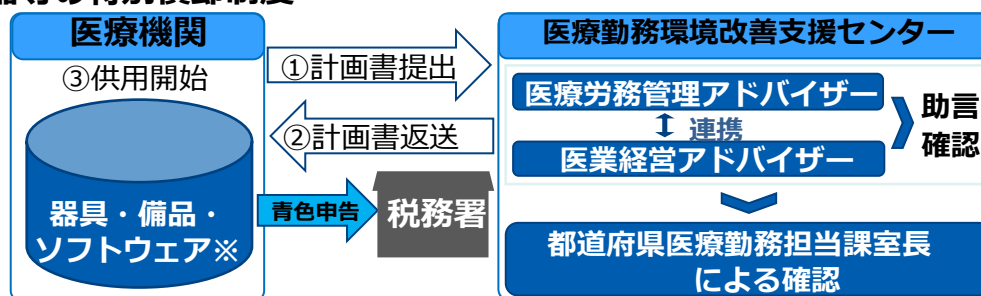 医療機関
③供用開始
器具・備品・
ソフトウェア※
①計画書提出
②計画書返送
青色申告
税務署
医療勤務環境改善支援センター
医療労務管理アドバイザー
連携
医業経営アドバイザー
助言
確認
都道府県医療勤務担当課室長
による確認